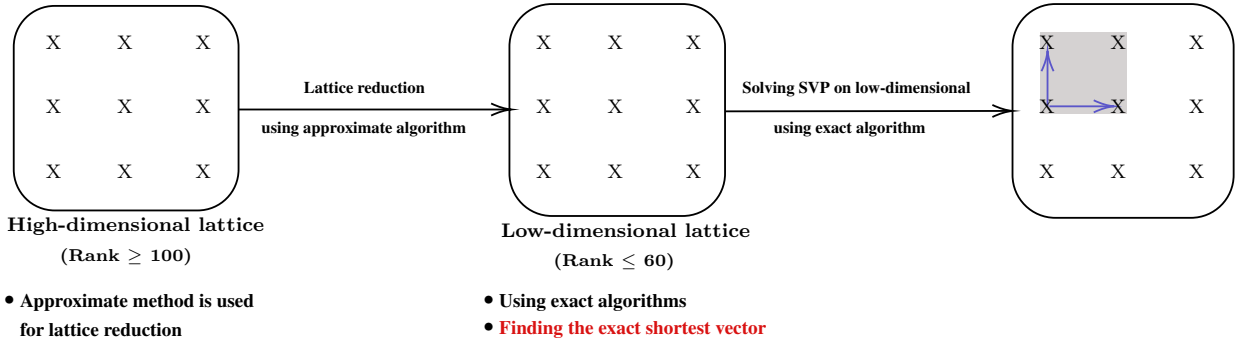 X X X
X X X
X X X
High-dimensional lattice
(Rank ≥ 100)
• Approximate method is used
for lattice reduction
Lattice reduction
using approximate algorithm
X X X
X X X
X X X
Low-dimensional lattice
(Rank ≤ 60)
• Using exact algorithms
• Finding the exact shortest vector
Solving SVP on low-dimensional
using exact algorithm
X X X
X X X
X X X